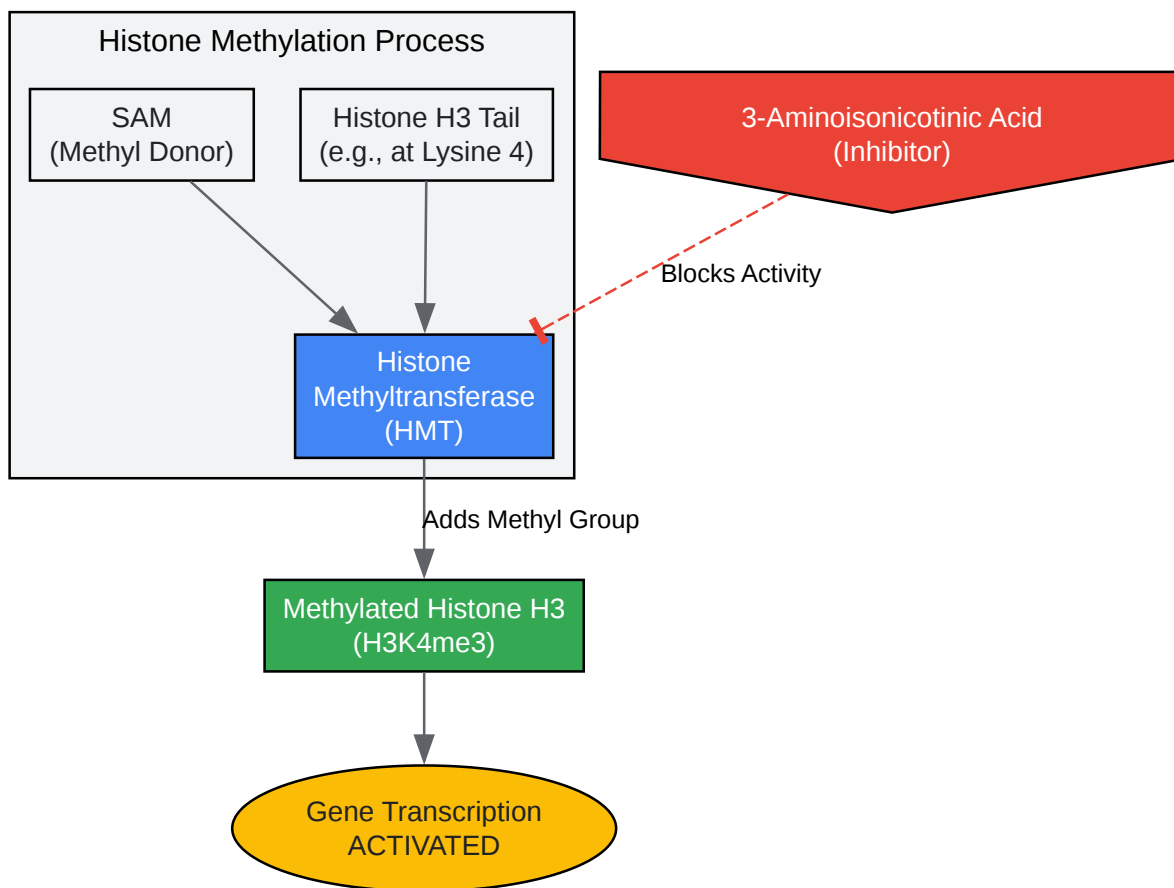 Histone Methylation Process
SAM
(Methyl Donor)
Histone H3 Tail
(e.g., at Lysine 4)
3-Aminoisonicotinic Acid
(Inhibitor)
Blocks Activity
Histone
Methyltransferase
(HMT)
Adds Methyl Group
Methylated Histone H3
(H3K4me3)
Gene Transcription
ACTIVATED